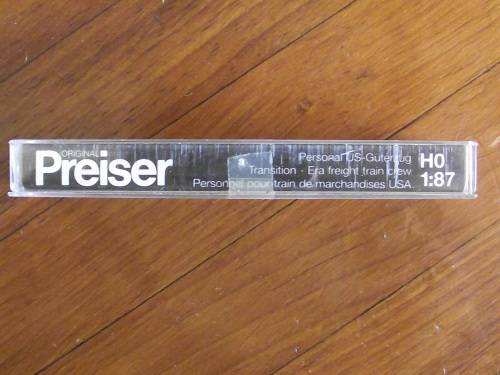 ORIGINAL
Preiser
Personal US-Güterzug
Transition - Era freight train crew
Personnel pour train de marchandises USA
H0
1:87